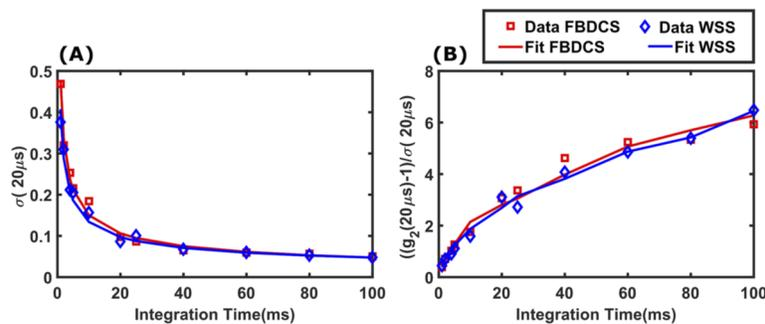 Data FBDCS Data WSS
Fit FBDCS Fit WSS
(A) (B)
0.5
0.4
0.3
0.2
0.1
0
σ( 20μs)
0 20 40 60 80 100
Integration Time(ms)
8
6
4
2
0
((g2(20μs)-1)/σ( 20μs)
0 20 40 60 80 100
Integration Time(ms)